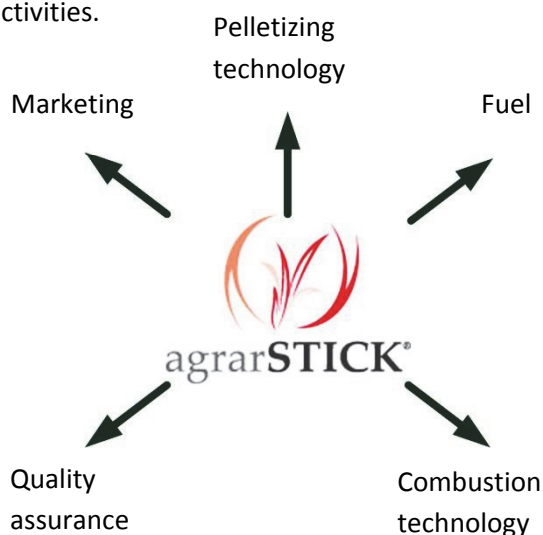 ctivities.
Pelletizing
technology
Marketing
Fuel
agrarSTICK®
Quality
assurance
Combustion
technology